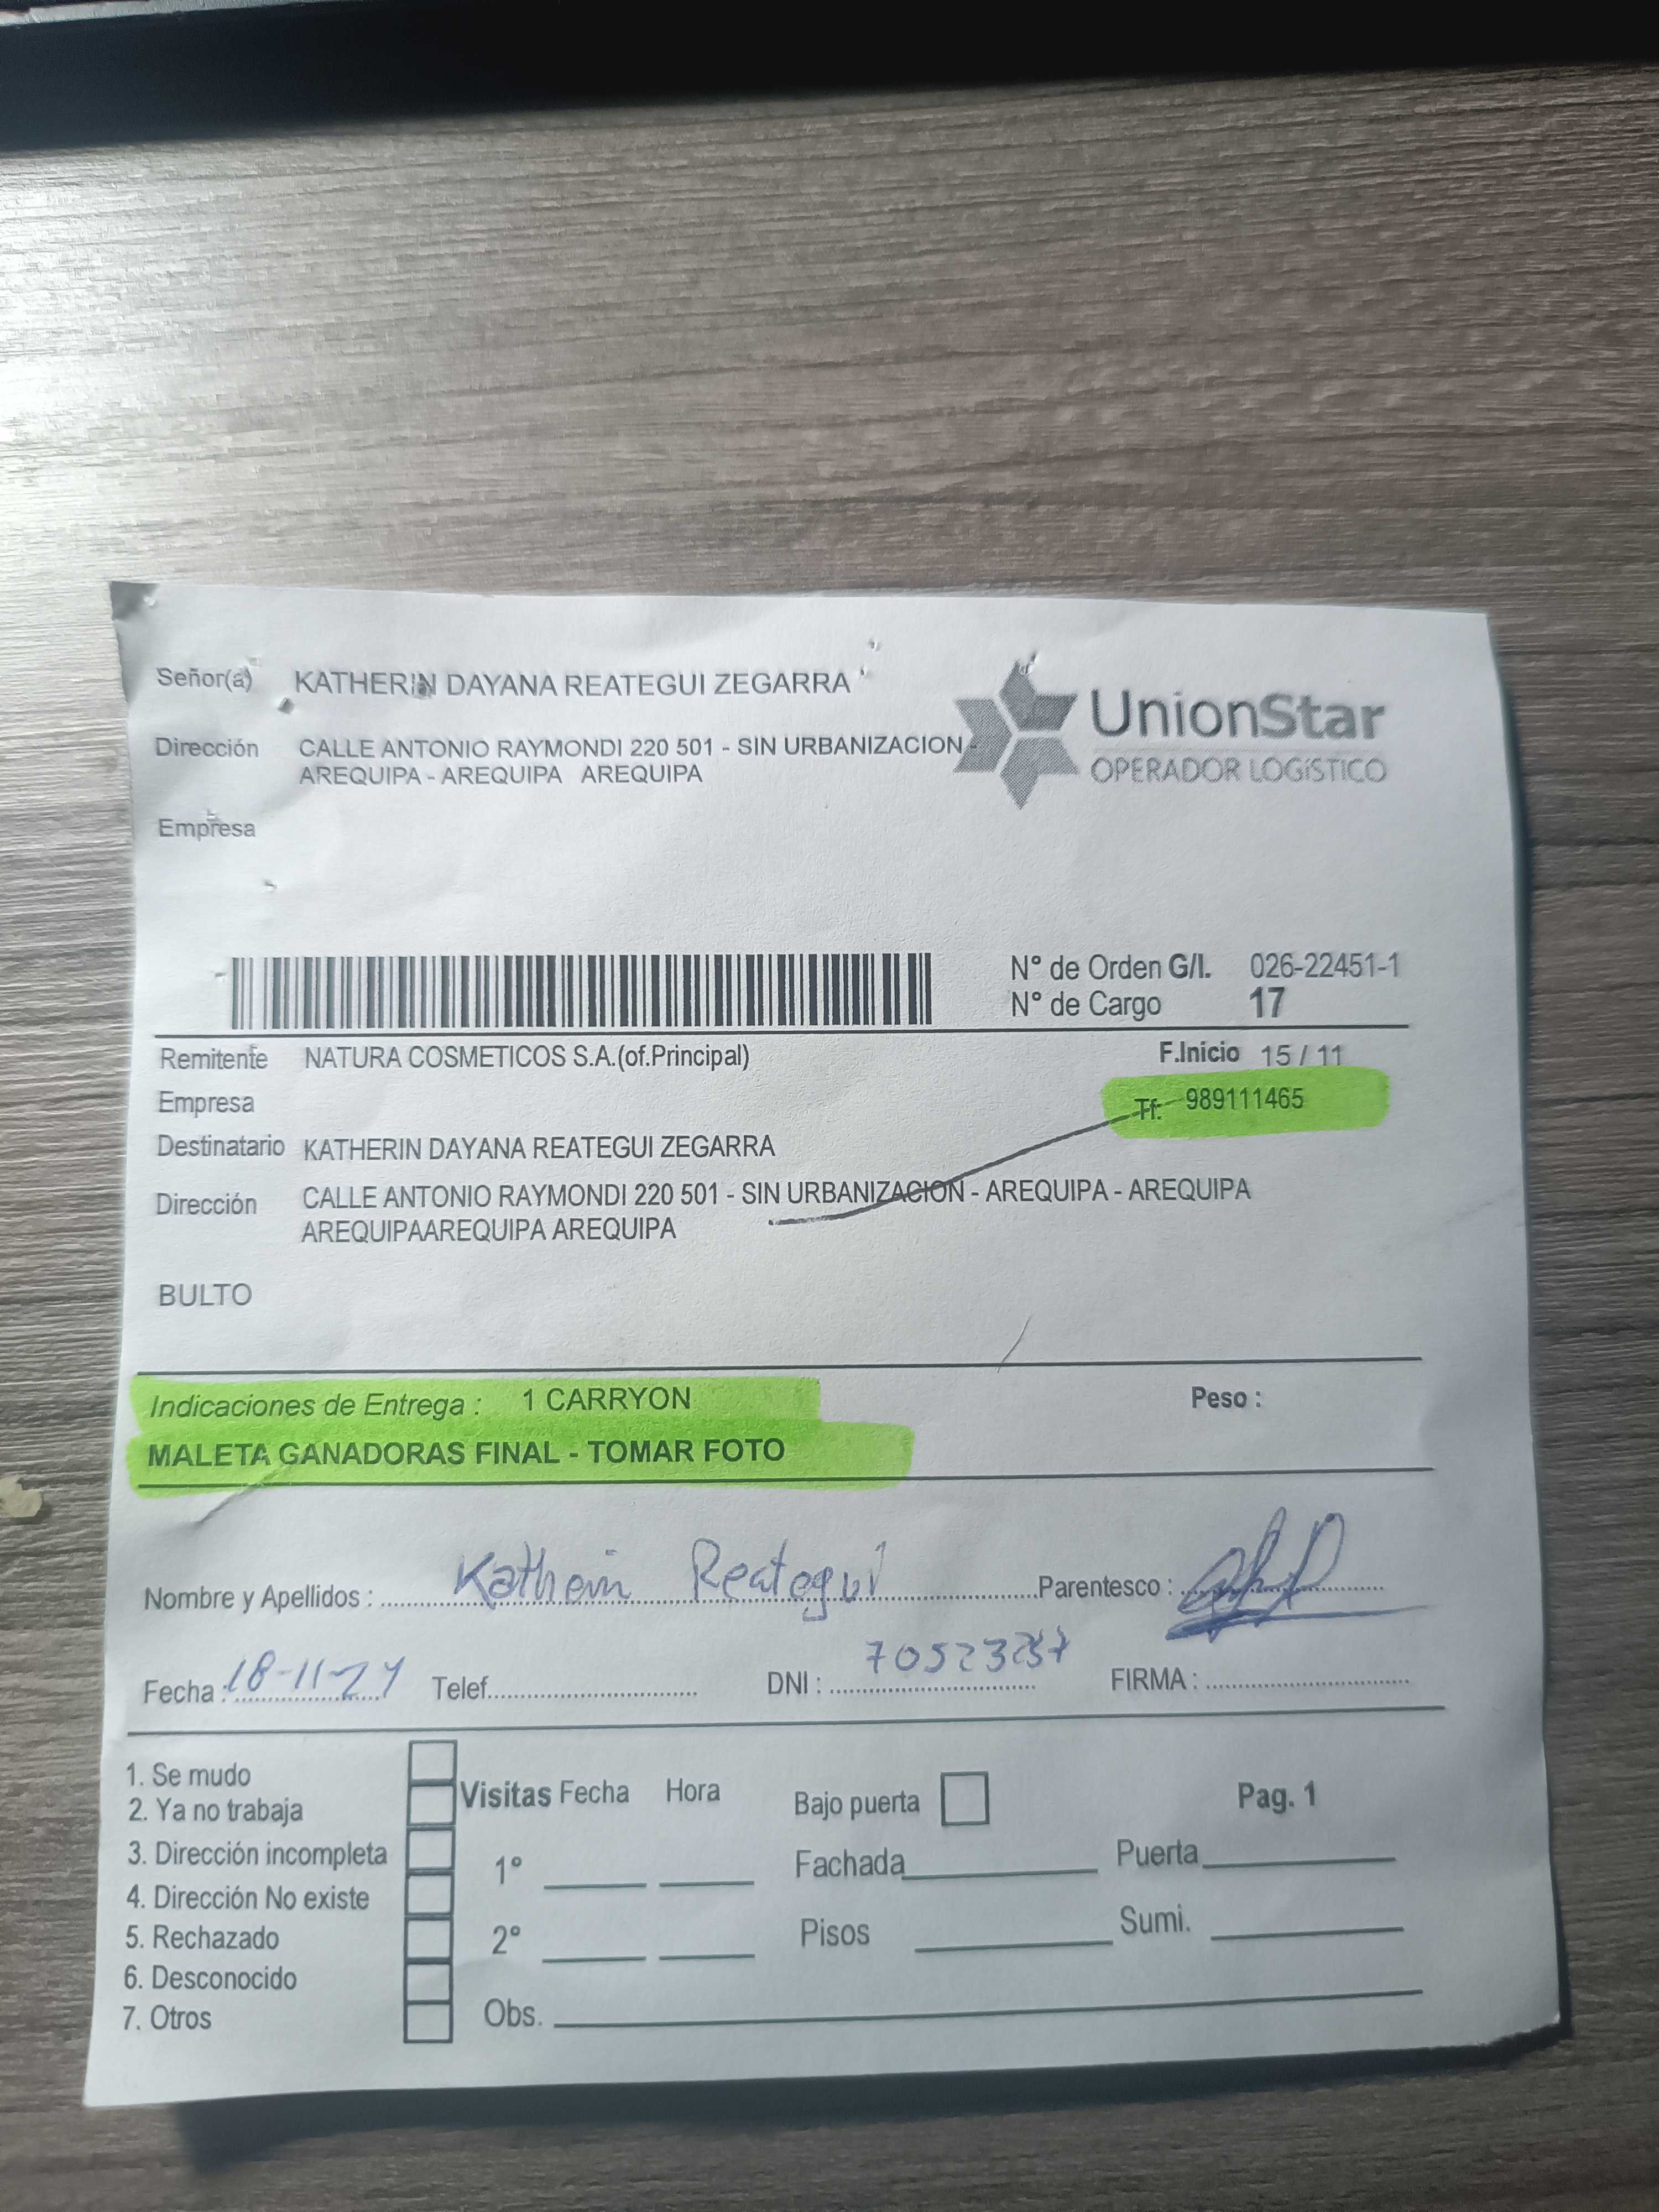 Señor(a) KATHERIN DAYANA REATEGUI ZEGARRA
UnionStar
OPERADOR LOGíSTICO
Dirección CALLE ANTONIO RAYMONDI 220 501 - SIN URBANIZACION -
AREQUIPA - AREQUIPA AREQUIPA
Empresa
N° de Orden G/I. 026-22451-1
N° de Cargo 17
Remitente NATURA COSMETICOS S.A.(of.Principal) F.Inicio 15 / 11
Empresa Tf: 989111465
Destinatario KATHERIN DAYANA REATEGUI ZEGARRA
Dirección CALLE ANTONIO RAYMONDI 220 501 - SIN URBANIZACION - AREQUIPA - AREQUIPA
AREQUIPAAREQUIPA AREQUIPA
BULTO
Indicaciones de Entrega : 1 CARRYON Peso :
MALETA GANADORAS FINAL - TOMAR FOTO
Nombre y Apellidos : Katherin Reategui Parentesco :
Fecha : 18-11-24 Telef. DNI : FIRMA :
1. Se mudo
2. Ya no trabaja
3. Dirección incompleta
4. Dirección No existe
5. Rechazado
6. Desconocido
7. Otros
Visitas Fecha Hora
1°
2°
Obs.
Bajo puerta Pag. 1
Fachada Puerta
Pisos Sumi.